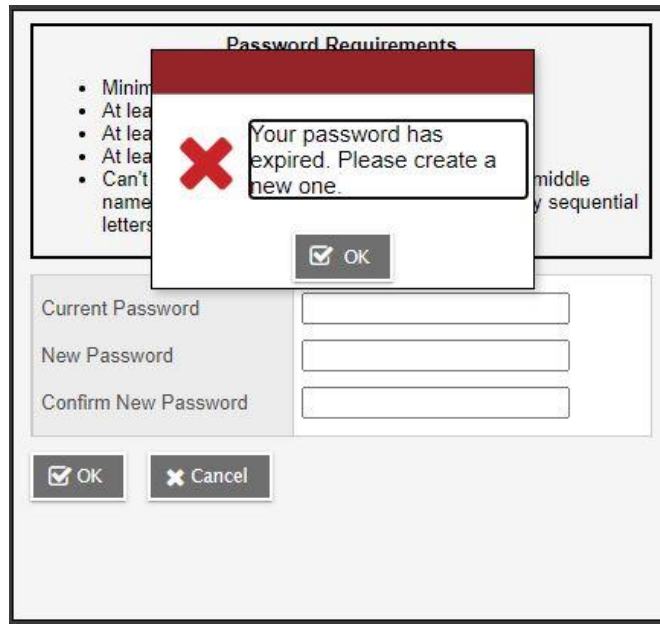 Password Requirements
Minim
At lea
At lea
At lea
Can't middle
name y sequential
letters
Your password has
expired. Please create a
new one.
OK
Current Password
New Password
Confirm New Password
OK Cancel